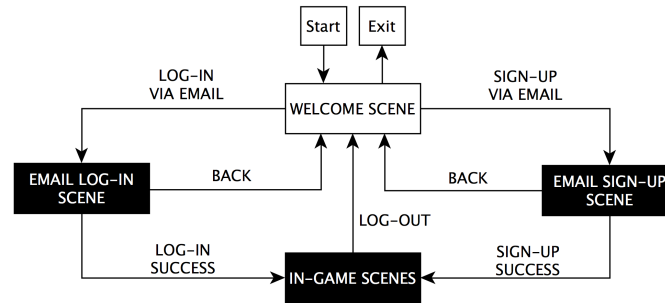 Start
Exit
LOG-IN
VIA EMAIL
SIGN-UP
VIA EMAIL
WELCOME SCENE
EMAIL LOG-IN
SCENE
BACK
BACK
EMAIL SIGN-UP
SCENE
LOG-OUT
LOG-IN
SUCCESS
SIGN-UP
SUCCESS
IN-GAME SCENES